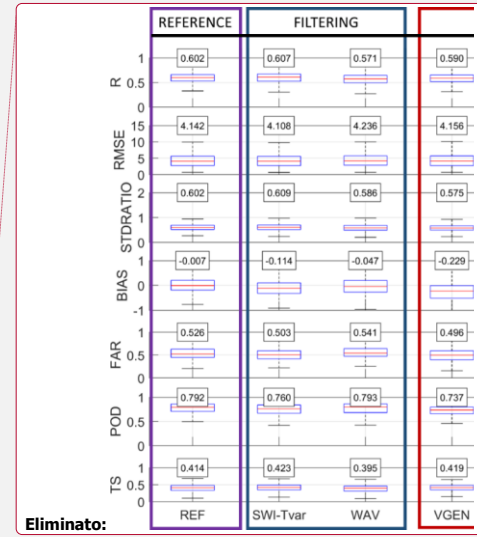 REFERENCE FILTERING
1 0.602 0.607 0.571 0.590
R 0.5
0
15 4.142 4.108 4.236 4.156
RMSE 10
5
0
2 0.602 0.609 0.586 0.575
STDRATIO 1
0
1 -0.007 -0.114 -0.047 -0.229
BIAS 0
-1
1 0.526 0.503 0.541 0.496
FAR 0.5
0
1 0.792 0.760 0.793 0.737
POD 0.5
0
1 0.414 0.423 0.395 0.419
TS 0.5
0
REF SWI-Tvar WAV VGEN
Eliminato: